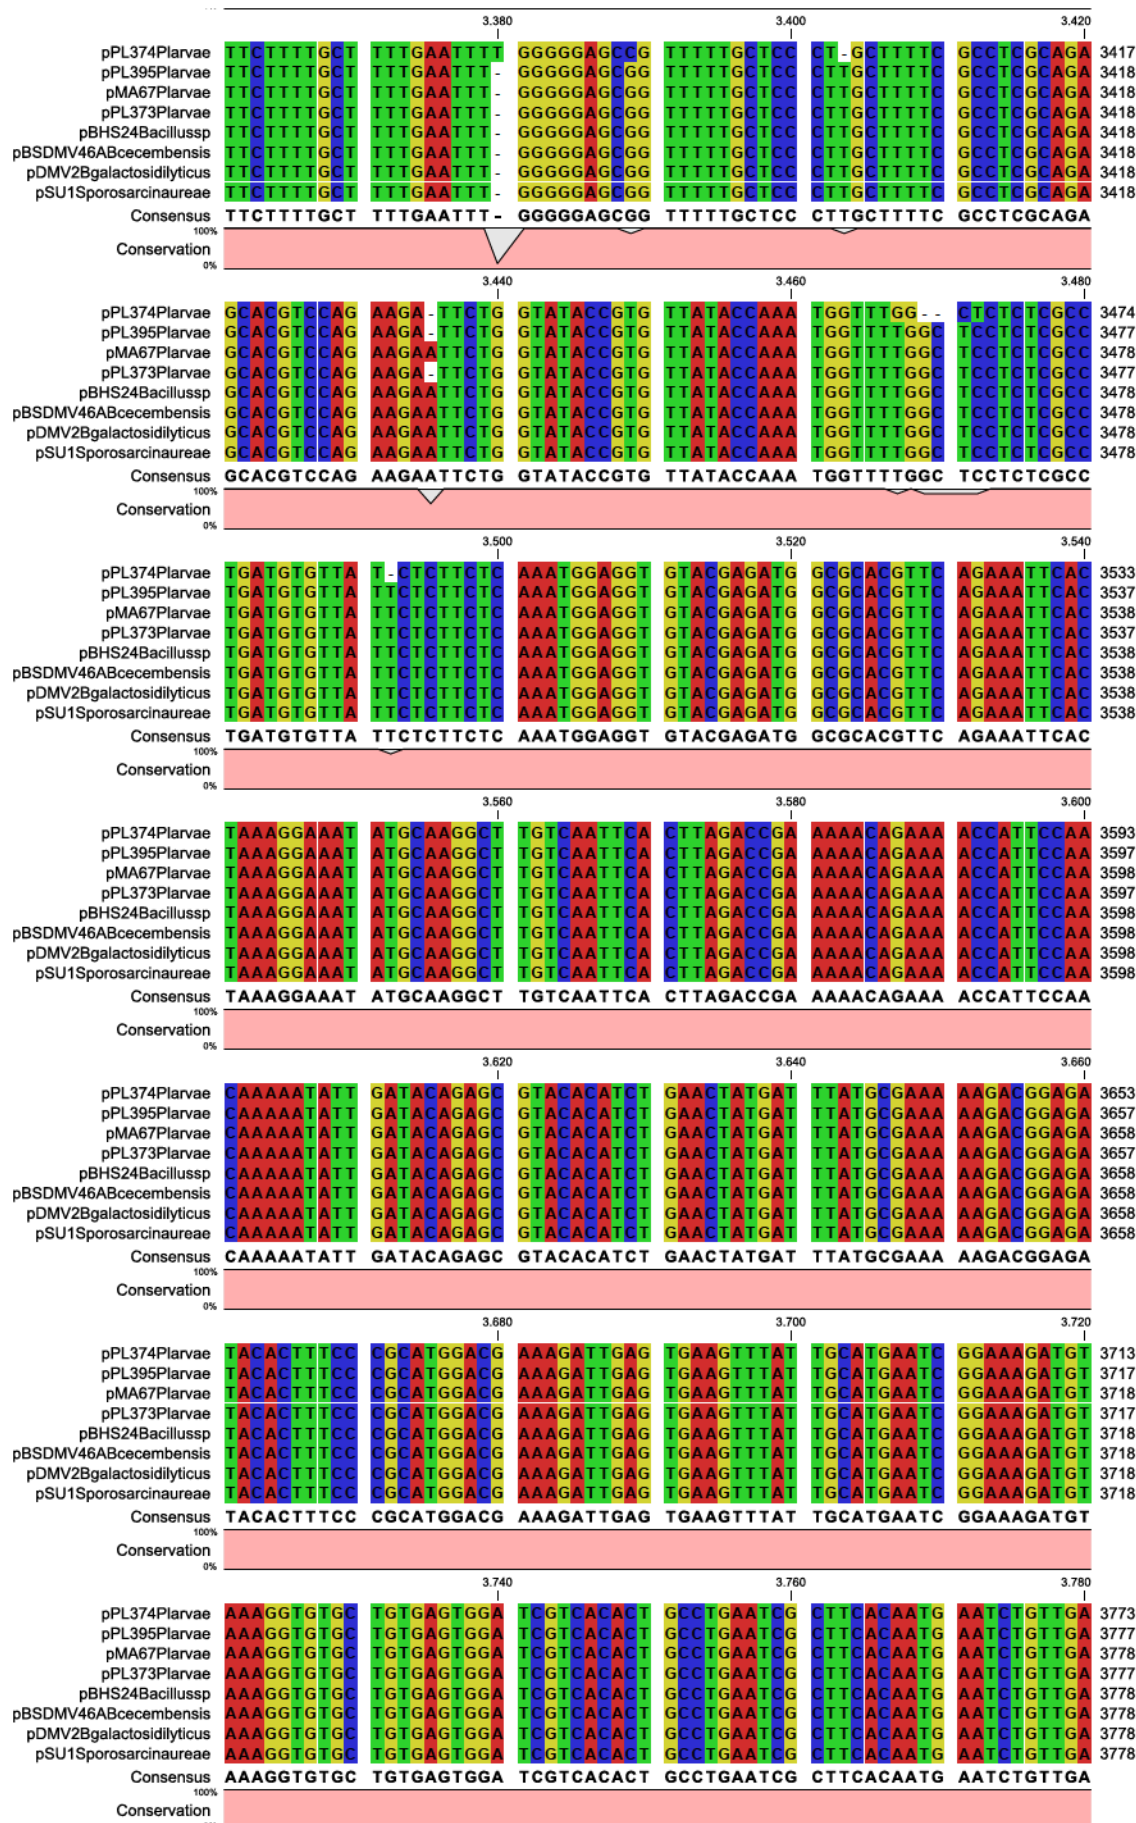 3.380 3.400 3.420
pPL374Plarvae TTCTTTTGCT TTTGAATTTT GGGGGAGCCG TTTTTGCTCC CT-GCTTTTC GCCTCGCAGA 3417
pPL395Plarvae TTCTTTTGCT TTTGAATTT- GGGGGAGCGG TTTTTGCTCC CTTGCTTTTC GCCTCGCAGA 3418
pMA67Plarvae TTCTTTTGCT TTTGAATTT- GGGGGAGCGG TTTTTGCTCC CTTGCTTTTC GCCTCGCAGA 3418
pPL373Plarvae TTCTTTTGCT TTTGAATTT- GGGGGAGCGG TTTTTGCTCC CTTGCTTTTC GCCTCGCAGA 3418
pBHS24Bacillussp TTCTTTTGCT TTTGAATTT- GGGGGAGCGG TTTTTGCTCC CTTGCTTTTC GCCTCGCAGA 3418
pBSDMV46ABcecembensis TTCTTTTGCT TTTGAATTT- GGGGGAGCGG TTTTTGCTCC CTTGCTTTTC GCCTCGCAGA 3418
pDMV2Bgalactosidilyticus TTCTTTTGCT TTTGAATTT- GGGGGAGCGG TTTTTGCTCC CTTGCTTTTC GCCTCGCAGA 3418
pSU1Sporosarcinaureae TTCTTTTGCT TTTGAATTT- GGGGGAGCGG TTTTTGCTCC CTTGCTTTTC GCCTCGCAGA 3418
Consensus TTCTTTTGCT TTTGAATTT- GGGGGAGCGG TTTTTGCTCC CTTGCTTTTC GCCTCGCAGA
100%
Conservation
0%
3.440 3.460 3.480
pPL374Plarvae GCACGTCCAG AAGA-TTCTG GTATACCGTG TTATACCAAA TGGTTTGG-- CTCTCTCGCC 3474
pPL395Plarvae GCACGTCCAG AAGA-TTCTG GTATACCGTG TTATACCAAA TGGTTTTGGC TCCTCTCGCC 3477
pMA67Plarvae GCACGTCCAG AAGAATTCTG GTATACCGTG TTATACCAAA TGGTTTTGGC TCCTCTCGCC 3478
pPL373Plarvae GCACGTCCAG AAGA-TTCTG GTATACCGTG TTATACCAAA TGGTTTTGGC TCCTCTCGCC 3477
pBHS24Bacillussp GCACGTCCAG AAGAATTCTG GTATACCGTG TTATACCAAA TGGTTTTGGC TCCTCTCGCC 3478
pBSDMV46ABcecembensis GCACGTCCAG AAGAATTCTG GTATACCGTG TTATACCAAA TGGTTTTGGC TCCTCTCGCC 3478
pDMV2Bgalactosidilyticus GCACGTCCAG AAGAATTCTG GTATACCGTG TTATACCAAA TGGTTTTGGC TCCTCTCGCC 3478
pSU1Sporosarcinaureae GCACGTCCAG AAGAATTCTG GTATACCGTG TTATACCAAA TGGTTTTGGC TCCTCTCGCC 3478
Consensus GCACGTCCAG AAGAATTCTG GTATACCGTG TTATACCAAA TGGTTTTGGC TCCTCTCGCC
100%
Conservation
0%
3.500 3.520 3.540
pPL374Plarvae TGATGTGTTA T-CTCTTCTC AAATGGAGGT GTACGAGATG GCGCACGTTC AGAAATTCAC 3533
pPL395Plarvae TGATGTGTTA TTCTCTTCTC AAATGGAGGT GTACGAGATG GCGCACGTTC AGAAATTCAC 3537
pMA67Plarvae TGATGTGTTA TTCTCTTCTC AAATGGAGGT GTACGAGATG GCGCACGTTC AGAAATTCAC 3538
pPL373Plarvae TGATGTGTTA TTCTCTTCTC AAATGGAGGT GTACGAGATG GCGCACGTTC AGAAATTCAC 3537
pBHS24Bacillussp TGATGTGTTA TTCTCTTCTC AAATGGAGGT GTACGAGATG GCGCACGTTC AGAAATTCAC 3538
pBSDMV46ABcecembensis TGATGTGTTA TTCTCTTCTC AAATGGAGGT GTACGAGATG GCGCACGTTC AGAAATTCAC 3538
pDMV2Bgalactosidilyticus TGATGTGTTA TTCTCTTCTC AAATGGAGGT GTACGAGATG GCGCACGTTC AGAAATTCAC 3538
pSU1Sporosarcinaureae TGATGTGTTA TTCTCTTCTC AAATGGAGGT GTACGAGATG GCGCACGTTC AGAAATTCAC 3538
Consensus TGATGTGTTA TTCTCTTCTC AAATGGAGGT GTACGAGATG GCGCACGTTC AGAAATTCAC
100%
Conservation
0%
3.560 3.580 3.600
pPL374Plarvae TAAAGGAAAT ATGCAAGGCT TGTCAATTCA CTTAGACCGA AAAACAGAAA ACCATTCCAA 3593
pPL395Plarvae TAAAGGAAAT ATGCAAGGCT TGTCAATTCA CTTAGACCGA AAAACAGAAA ACCATTCCAA 3597
pMA67Plarvae TAAAGGAAAT ATGCAAGGCT TGTCAATTCA CTTAGACCGA AAAACAGAAA ACCATTCCAA 3598
pPL373Plarvae TAAAGGAAAT ATGCAAGGCT TGTCAATTCA CTTAGACCGA AAAACAGAAA ACCATTCCAA 3597
pBHS24Bacillussp TAAAGGAAAT ATGCAAGGCT TGTCAATTCA CTTAGACCGA AAAACAGAAA ACCATTCCAA 3598
pBSDMV46ABcecembensis TAAAGGAAAT ATGCAAGGCT TGTCAATTCA CTTAGACCGA AAAACAGAAA ACCATTCCAA 3598
pDMV2Bgalactosidilyticus TAAAGGAAAT ATGCAAGGCT TGTCAATTCA CTTAGACCGA AAAACAGAAA ACCATTCCAA 3598
pSU1Sporosarcinaureae TAAAGGAAAT ATGCAAGGCT TGTCAATTCA CTTAGACCGA AAAACAGAAA ACCATTCCAA 3598
Consensus TAAAGGAAAT ATGCAAGGCT TGTCAATTCA CTTAGACCGA AAAACAGAAA ACCATTCCAA
100%
Conservation
0%
3.620 3.640 3.660
pPL374Plarvae CAAAAATATT GATACAGAGC GTACACATCT GAACTATGAT TTATGCGAAA AAGACGGAGA 3653
pPL395Plarvae CAAAAATATT GATACAGAGC GTACACATCT GAACTATGAT TTATGCGAAA AAGACGGAGA 3657
pMA67Plarvae CAAAAATATT GATACAGAGC GTACACATCT GAACTATGAT TTATGCGAAA AAGACGGAGA 3658
pPL373Plarvae CAAAAATATT GATACAGAGC GTACACATCT GAACTATGAT TTATGCGAAA AAGACGGAGA 3657
pBHS24Bacillussp CAAAAATATT GATACAGAGC GTACACATCT GAACTATGAT TTATGCGAAA AAGACGGAGA 3658
pBSDMV46ABcecembensis CAAAAATATT GATACAGAGC GTACACATCT GAACTATGAT TTATGCGAAA AAGACGGAGA 3658
pDMV2Bgalactosidilyticus CAAAAATATT GATACAGAGC GTACACATCT GAACTATGAT TTATGCGAAA AAGACGGAGA 3658
pSU1Sporosarcinaureae CAAAAATATT GATACAGAGC GTACACATCT GAACTATGAT TTATGCGAAA AAGACGGAGA 3658
Consensus CAAAAATATT GATACAGAGC GTACACATCT GAACTATGAT TTATGCGAAA AAGACGGAGA
100%
Conservation
0%
3.680 3.700 3.720
pPL374Plarvae TACACTTTCC CGCATGGACG AAAGATTGAG TGAAGTTTAT TGCATGAATC GGAAAGATGT 3713
pPL395Plarvae TACACTTTCC CGCATGGACG AAAGATTGAG TGAAGTTTAT TGCATGAATC GGAAAGATGT 3717
pMA67Plarvae TACACTTTCC CGCATGGACG AAAGATTGAG TGAAGTTTAT TGCATGAATC GGAAAGATGT 3718
pPL373Plarvae TACACTTTCC CGCATGGACG AAAGATTGAG TGAAGTTTAT TGCATGAATC GGAAAGATGT 3717
pBHS24Bacillussp TACACTTTCC CGCATGGACG AAAGATTGAG TGAAGTTTAT TGCATGAATC GGAAAGATGT 3718
pBSDMV46ABcecembensis TACACTTTCC CGCATGGACG AAAGATTGAG TGAAGTTTAT TGCATGAATC GGAAAGATGT 3718
pDMV2Bgalactosidilyticus TACACTTTCC CGCATGGACG AAAGATTGAG TGAAGTTTAT TGCATGAATC GGAAAGATGT 3718
pSU1Sporosarcinaureae TACACTTTCC CGCATGGACG AAAGATTGAG TGAAGTTTAT TGCATGAATC GGAAAGATGT 3718
Consensus TACACTTTCC CGCATGGACG AAAGATTGAG TGAAGTTTAT TGCATGAATC GGAAAGATGT
100%
Conservation
0%
3.740 3.760 3.780
pPL374Plarvae AAAGGTGTGC TGTGAGTGGA TCGTCACACT GCCTGAATCG CTTCACAATG AATCTGTTGA 3773
pPL395Plarvae AAAGGTGTGC TGTGAGTGGA TCGTCACACT GCCTGAATCG CTTCACAATG AATCTGTTGA 3777
pMA67Plarvae AAAGGTGTGC TGTGAGTGGA TCGTCACACT GCCTGAATCG CTTCACAATG AATCTGTTGA 3778
pPL373Plarvae AAAGGTGTGC TGTGAGTGGA TCGTCACACT GCCTGAATCG CTTCACAATG AATCTGTTGA 3777
pBHS24Bacillussp AAAGGTGTGC TGTGAGTGGA TCGTCACACT GCCTGAATCG CTTCACAATG AATCTGTTGA 3778
pBSDMV46ABcecembensis AAAGGTGTGC TGTGAGTGGA TCGTCACACT GCCTGAATCG CTTCACAATG AATCTGTTGA 3778
pDMV2Bgalactosidilyticus AAAGGTGTGC TGTGAGTGGA TCGTCACACT GCCTGAATCG CTTCACAATG AATCTGTTGA 3778
pSU1Sporosarcinaureae AAAGGTGTGC TGTGAGTGGA TCGTCACACT GCCTGAATCG CTTCACAATG AATCTGTTGA 3778
Consensus AAAGGTGTGC TGTGAGTGGA TCGTCACACT GCCTGAATCG CTTCACAATG AATCTGTTGA
100%
Conservation